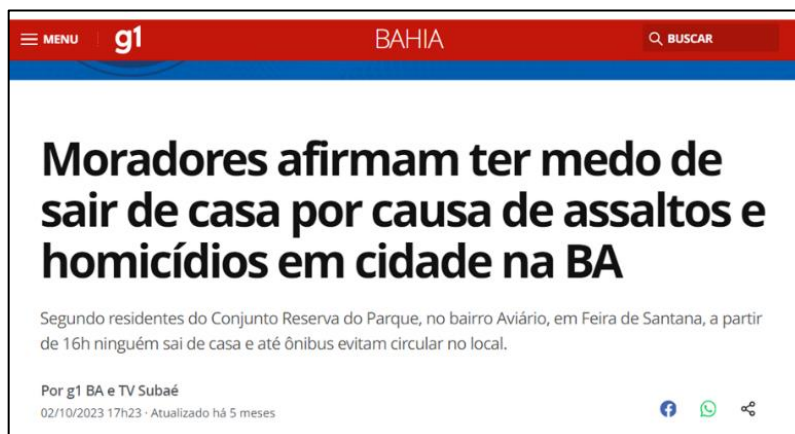 MENU g1 BAHIA BUSCAR
Moradores afirmam ter medo de
sair de casa por causa de assaltos e
homicídios em cidade na BA
Segundo residentes do Conjunto Reserva do Parque, no bairro Aviário, em Feira de Santana, a partir
de 16h ninguém sai de casa e até ônibus evitam circular no local.
Por g1 BA e TV Subaé
02/10/2023 17h23 · Atualizado há 5 meses